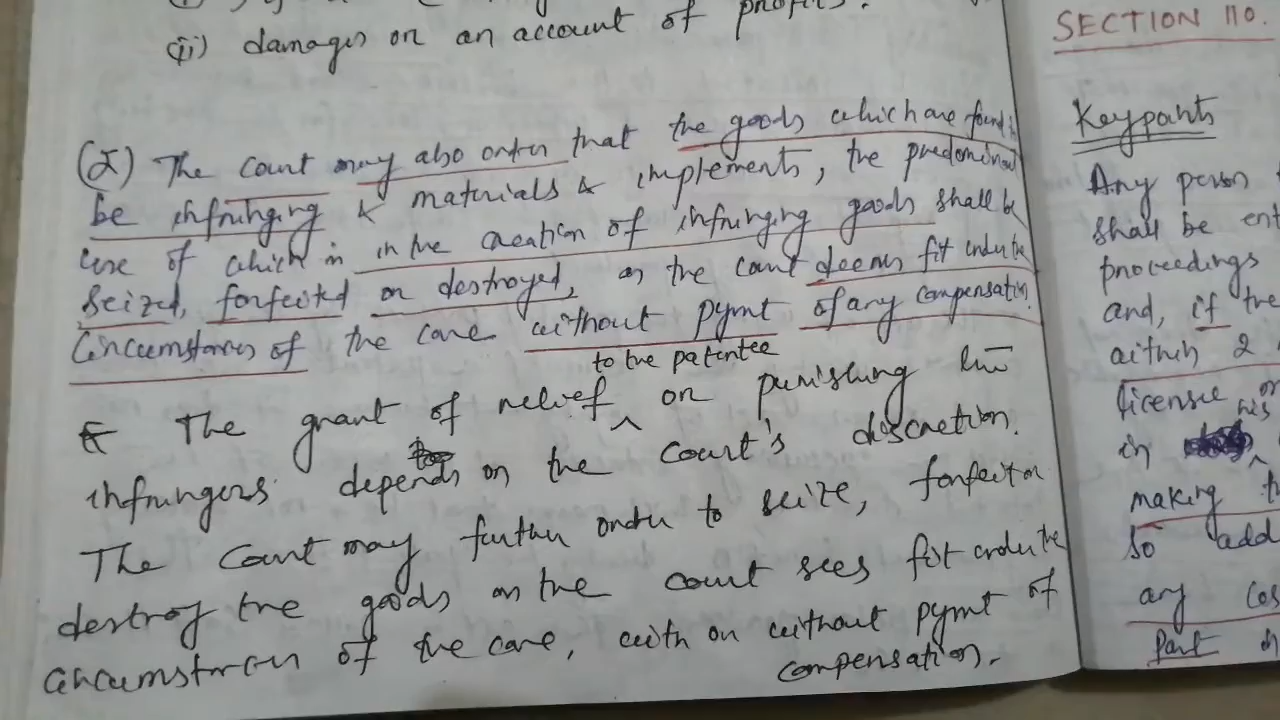 (ii) damages or an account of profits.
(2) The court may also order that the goods which are found to
be infringing & materials & implements, the predominant
use of which is in the creation of infringing goods shall be
seized, forfeited or destroyed, as the court deems fit under the
circumstances of the case without pymt of any compensation.
to the patentee
The grant of relief ^ or punishing the
infringers depends on the court's discretion.
The Court may further order to seize, forfeit or
destroy the goods as the court sees fit under the
circumstances of the case, with or without pymt of
compensation.
SECTION 110.
Keypoints
Any person
shall be
proceedings
and, if the
within 2
licensee or
in his
making
so add
any
part